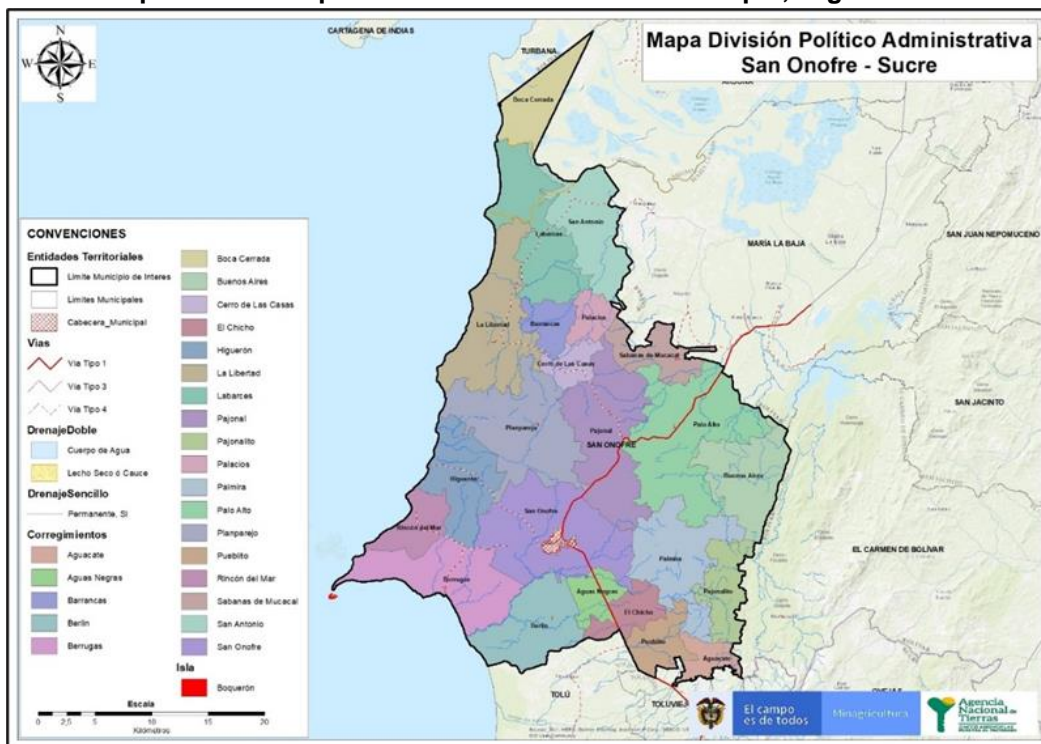 CARTAGENA DE INDIAS
TURBANA
Mapa División Político Administrativa
San Onofre - Sucre
N
W E
S
Boca Cerrada
San Antonio
Labarces
MARÍA LA BAJA
SAN JUAN NEPOMUCENO
La Libertad
Barrancas
Palacios
Sabanas de Mucacal
Cerro de Las Casas
SAN JACINTO
Planparejo
Pajonal
Palo Alto
SAN ONOFRE
Buenos Aires
Higuerón
San Onofre
Rincón del Mar
EL CARMEN DE BOLÍVAR
Palmira
Berrugas
Aguas Negras
Pajonalito
El Chicho
Berlín
Pueblito
Aguacate
TOLÚ
TOLUVIEJO
CONVENCIONES
Entidades Territoriales
Limite Municipio de Interes
Limites Municipales
Cabecera_Municipal
Vias
Via Tipo 1
Via Tipo 3
Via Tipo 4
DrenajeDoble
Cuerpo de Agua
Lecho Seco ó Cauce
DrenajeSencillo
Permanente, SI
Corregimientos
Aguacate
Aguas Negras
Barrancas
Berlín
Berrugas
Boca Cerrada
Buenos Aires
Cerro de Las Casas
El Chicho
Higuerón
La Libertad
Labarces
Pajonal
Pajonalito
Palacios
Palmira
Palo Alto
Planparejo
Pueblito
Rincón del Mar
Sabanas de Mucacal
San Antonio
San Onofre
Isla
Boquerón
Escala
0 2,5 5 10 15 20
Kilómetros
El campo
es de todos
Minagricultura
Agencia
Nacional de
Tierras